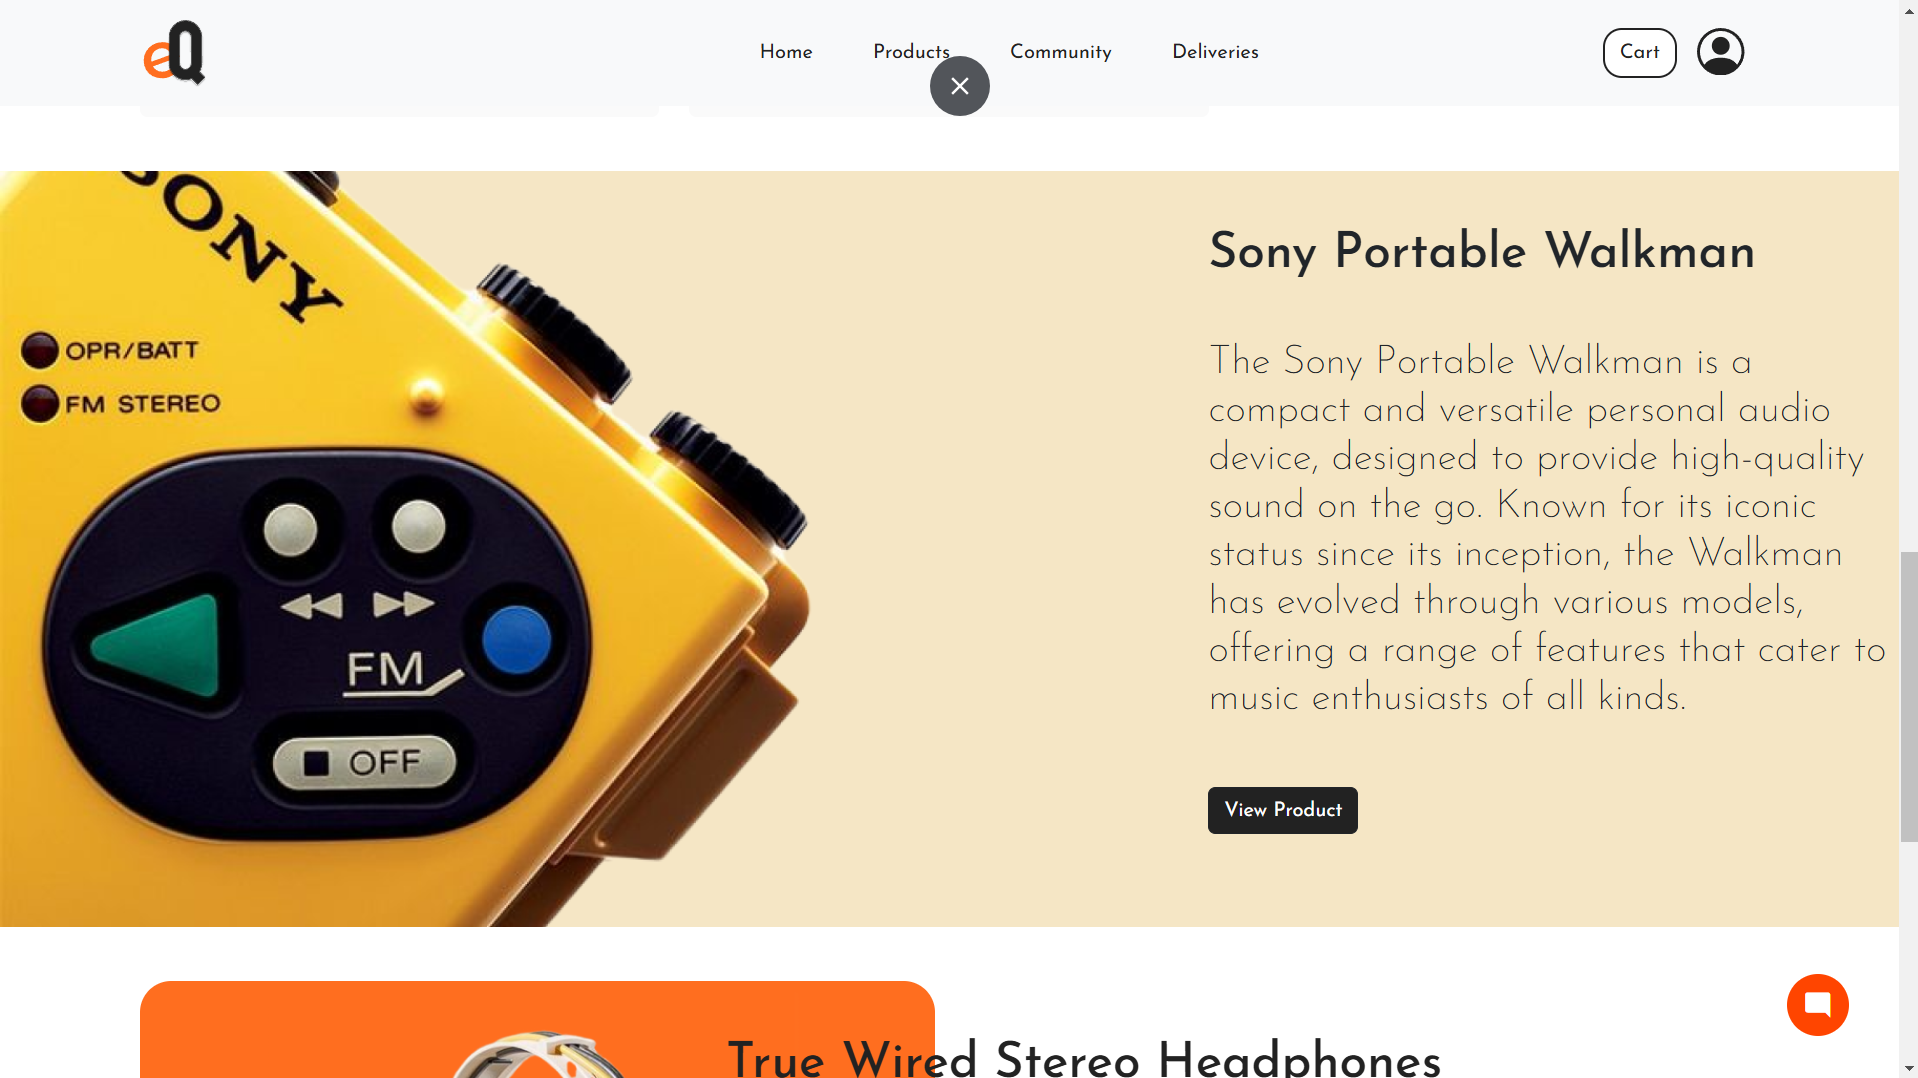 eQ
Home
Products
Community
Deliveries
Cart
SONY
OPR/BATT
FM STEREO
FM
OFF
Sony Portable Walkman
The Sony Portable Walkman is a
compact and versatile personal audio
device, designed to provide high-quality
sound on the go. Known for its iconic
status since its inception, the Walkman
has evolved through various models,
offering a range of features that cater to
music enthusiasts of all kinds.
View Product
True Wired Stereo Headphones